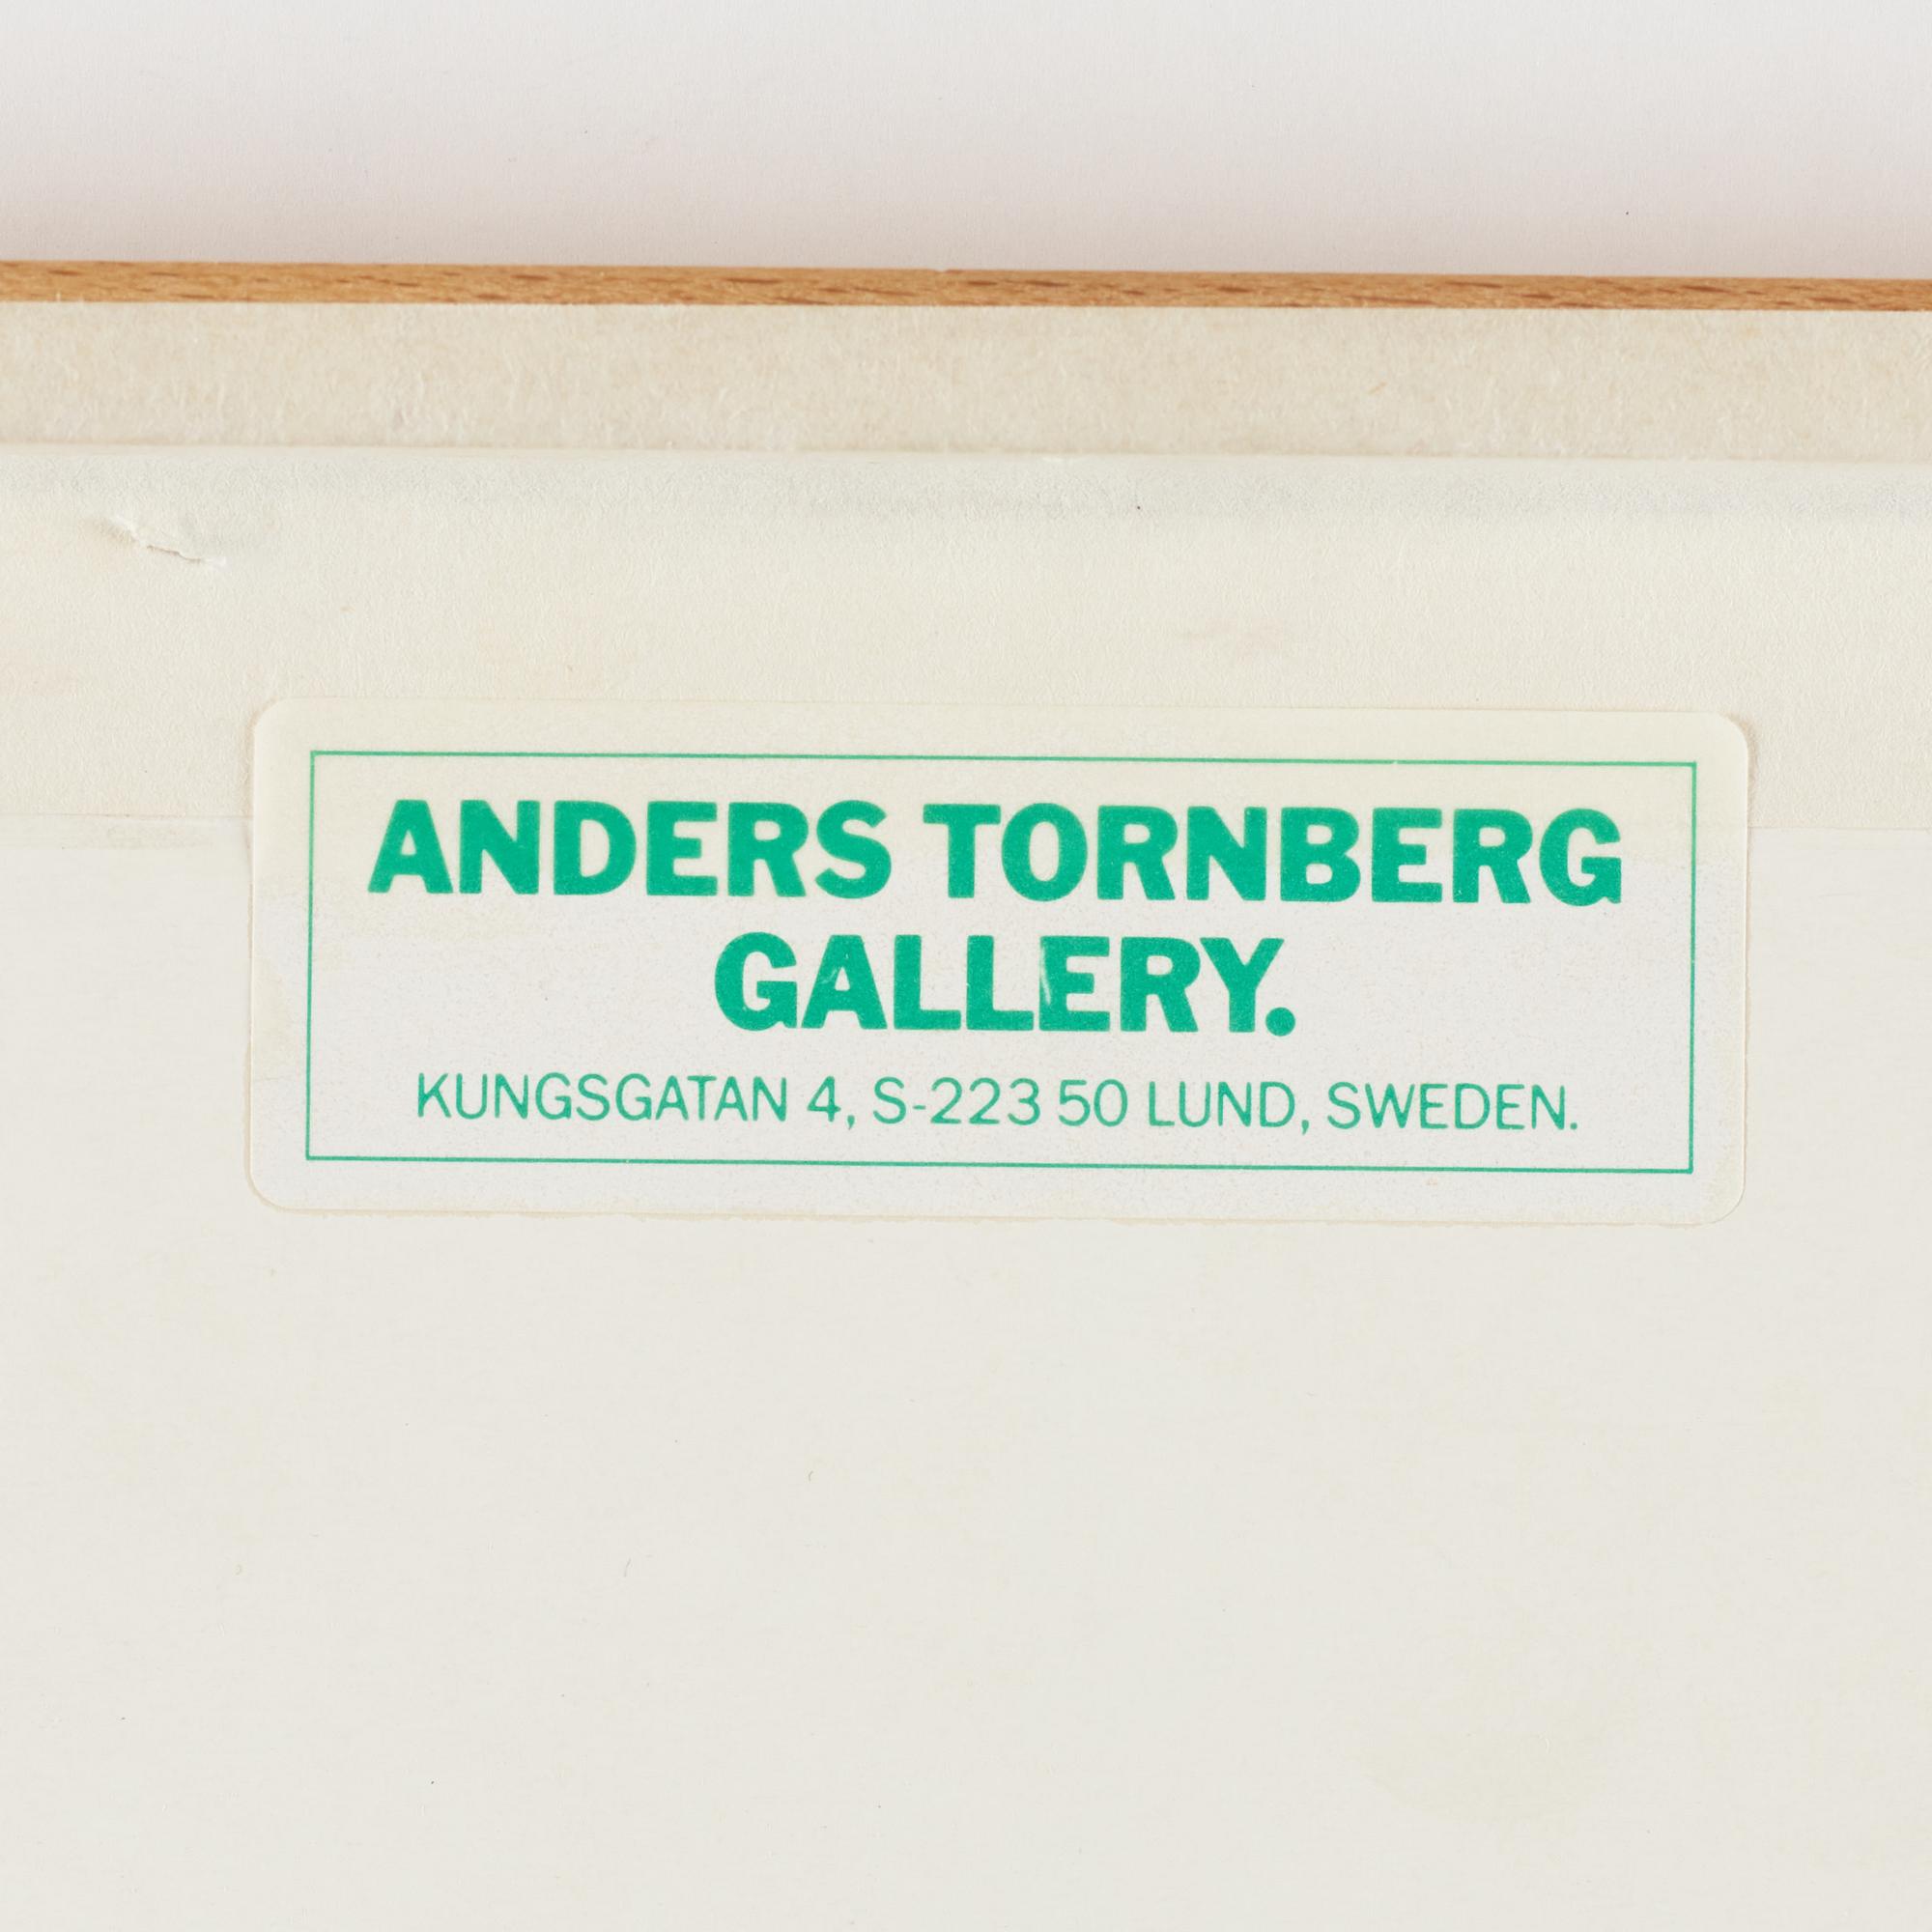 ANDERS TORNBERG
GALLERY.
KUNGSGATAN 4, S-223 50 LUND, SWEDEN.